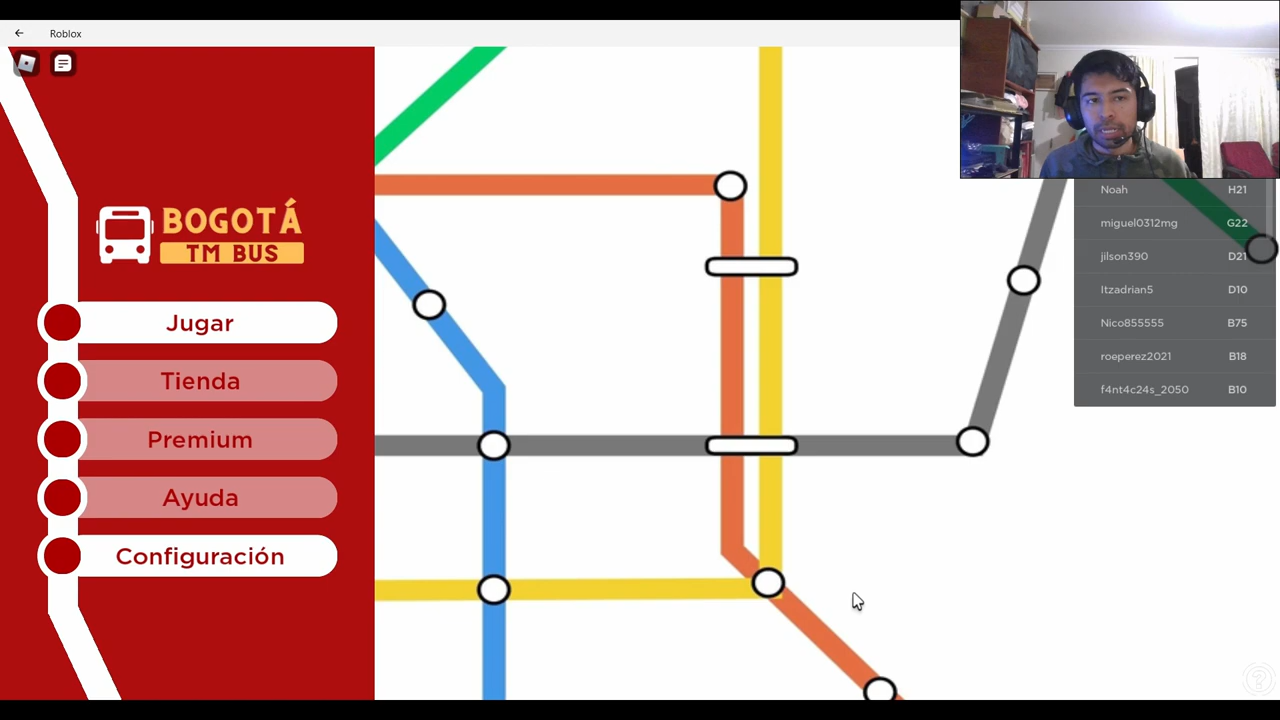 Roblox
BOGOTÁ
TM BUS
Jugar
Tienda
Premium
Ayuda
Configuración
Noah H21
miguel0312mg G22
jilson390 D21
Itzadrian5 D10
Nico855555 B75
roeperez2021 B18
f4nt4c24s_2050 B10
?